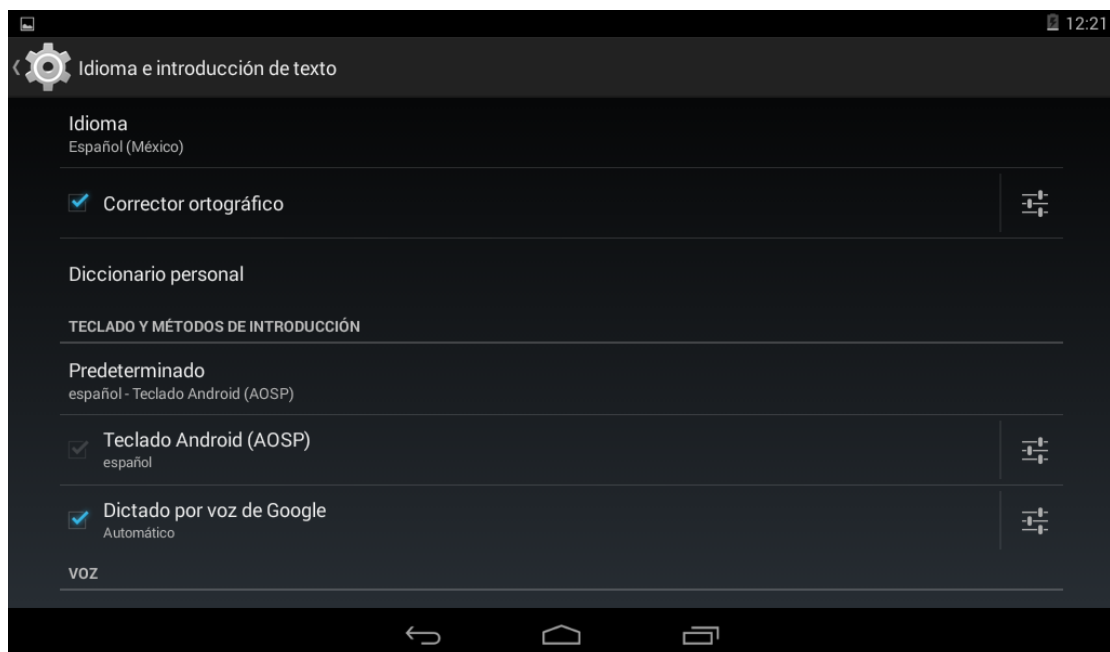 12:21
Idioma e introducción de texto
Idioma
Español (México)
Corrector ortográfico
Diccionario personal
TECLADO Y MÉTODOS DE INTRODUCCIÓN
Predeterminado
español - Teclado Android (AOSP)
Teclado Android (AOSP)
español
Dictado por voz de Google
Automático
VOZ